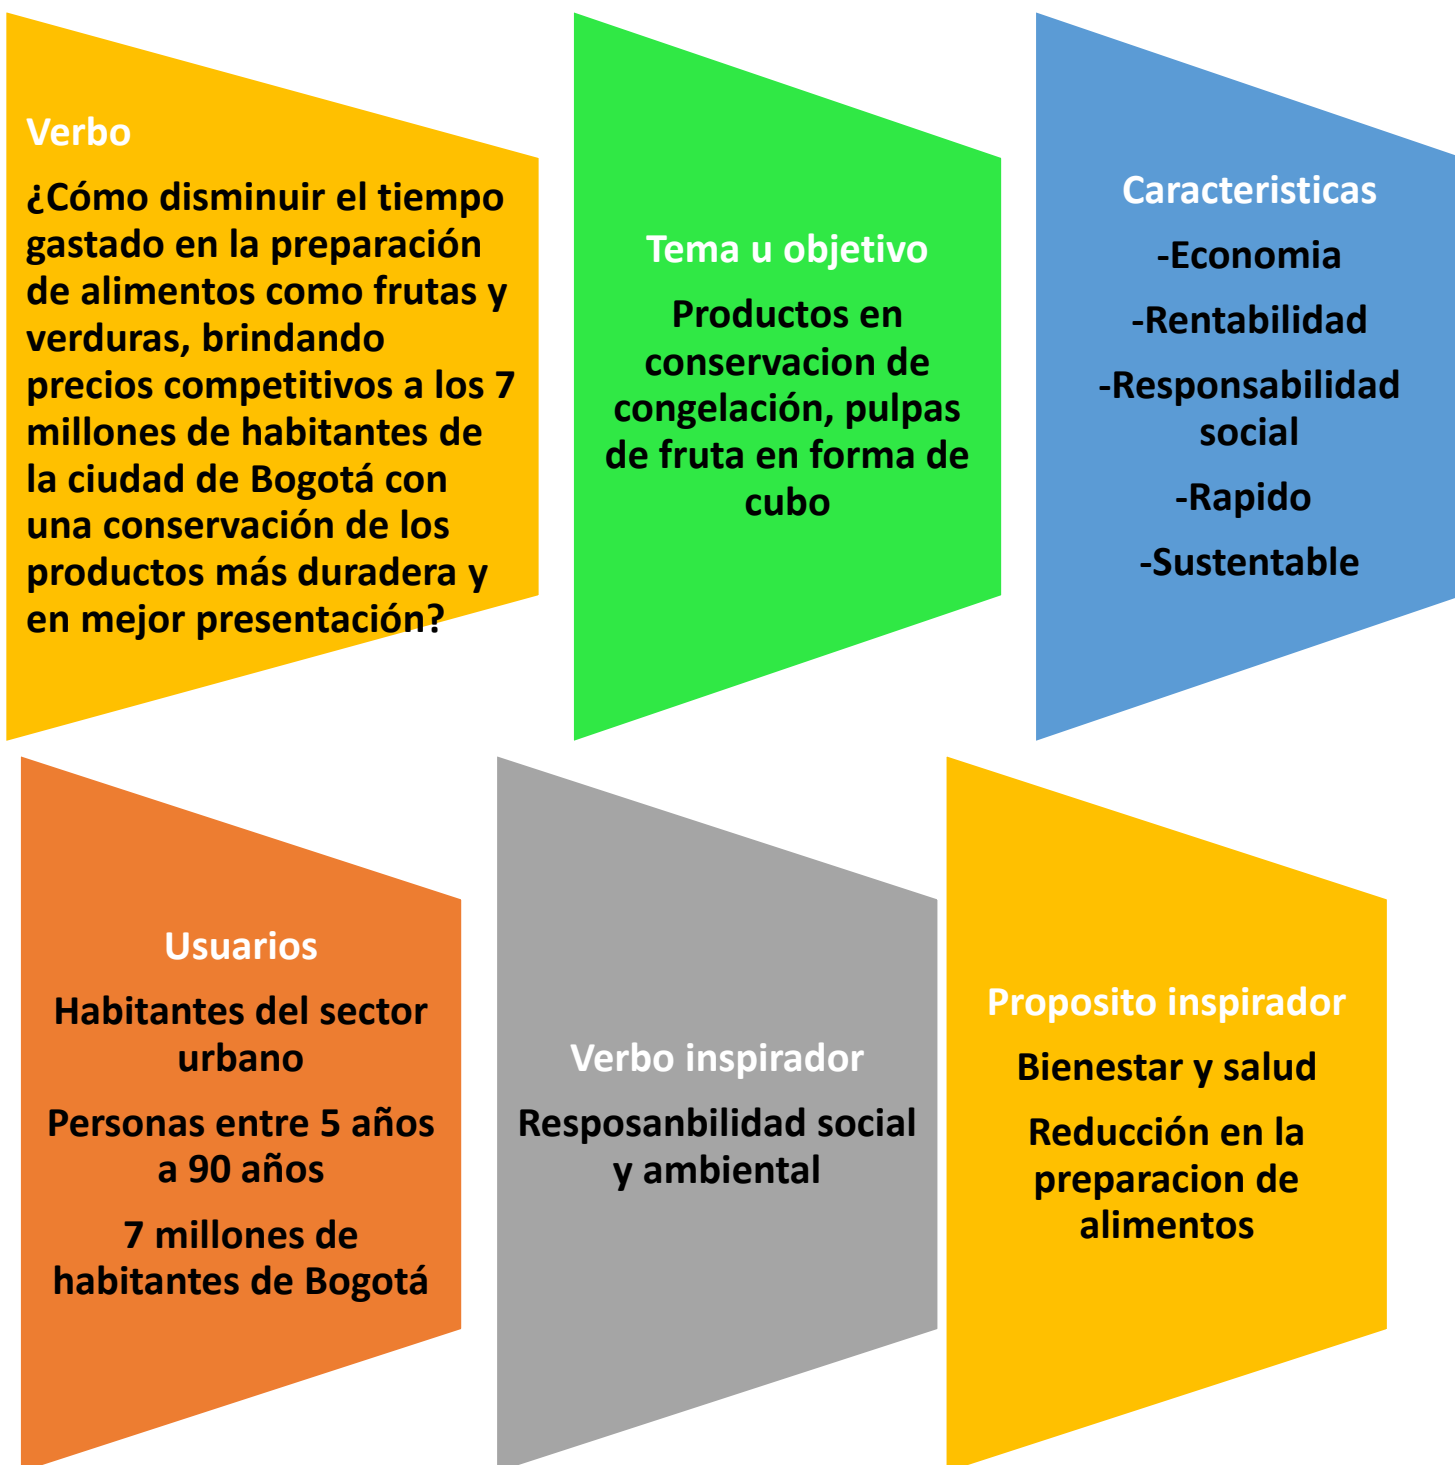 Verbo
¿Cómo disminuir el tiempo
gastado en la preparación
de alimentos como frutas y
verduras, brindando
precios competitivos a los 7
millones de habitantes de
la ciudad de Bogotá con
una conservación de los
productos más duradera y
en mejor presentación?
Tema u objetivo
Productos en
conservacion de
congelación, pulpas
de fruta en forma de
cubo
Caracteristicas
-Economia
-Rentabilidad
-Responsabilidad
social
-Rapido
-Sustentable
Usuarios
Habitantes del sector
urbano
Personas entre 5 años
a 90 años
7 millones de
habitantes de Bogotá
Verbo inspirador
Resposanbilidad social
y ambiental
Proposito inspirador
Bienestar y salud
Reducción en la
preparacion de
alimentos